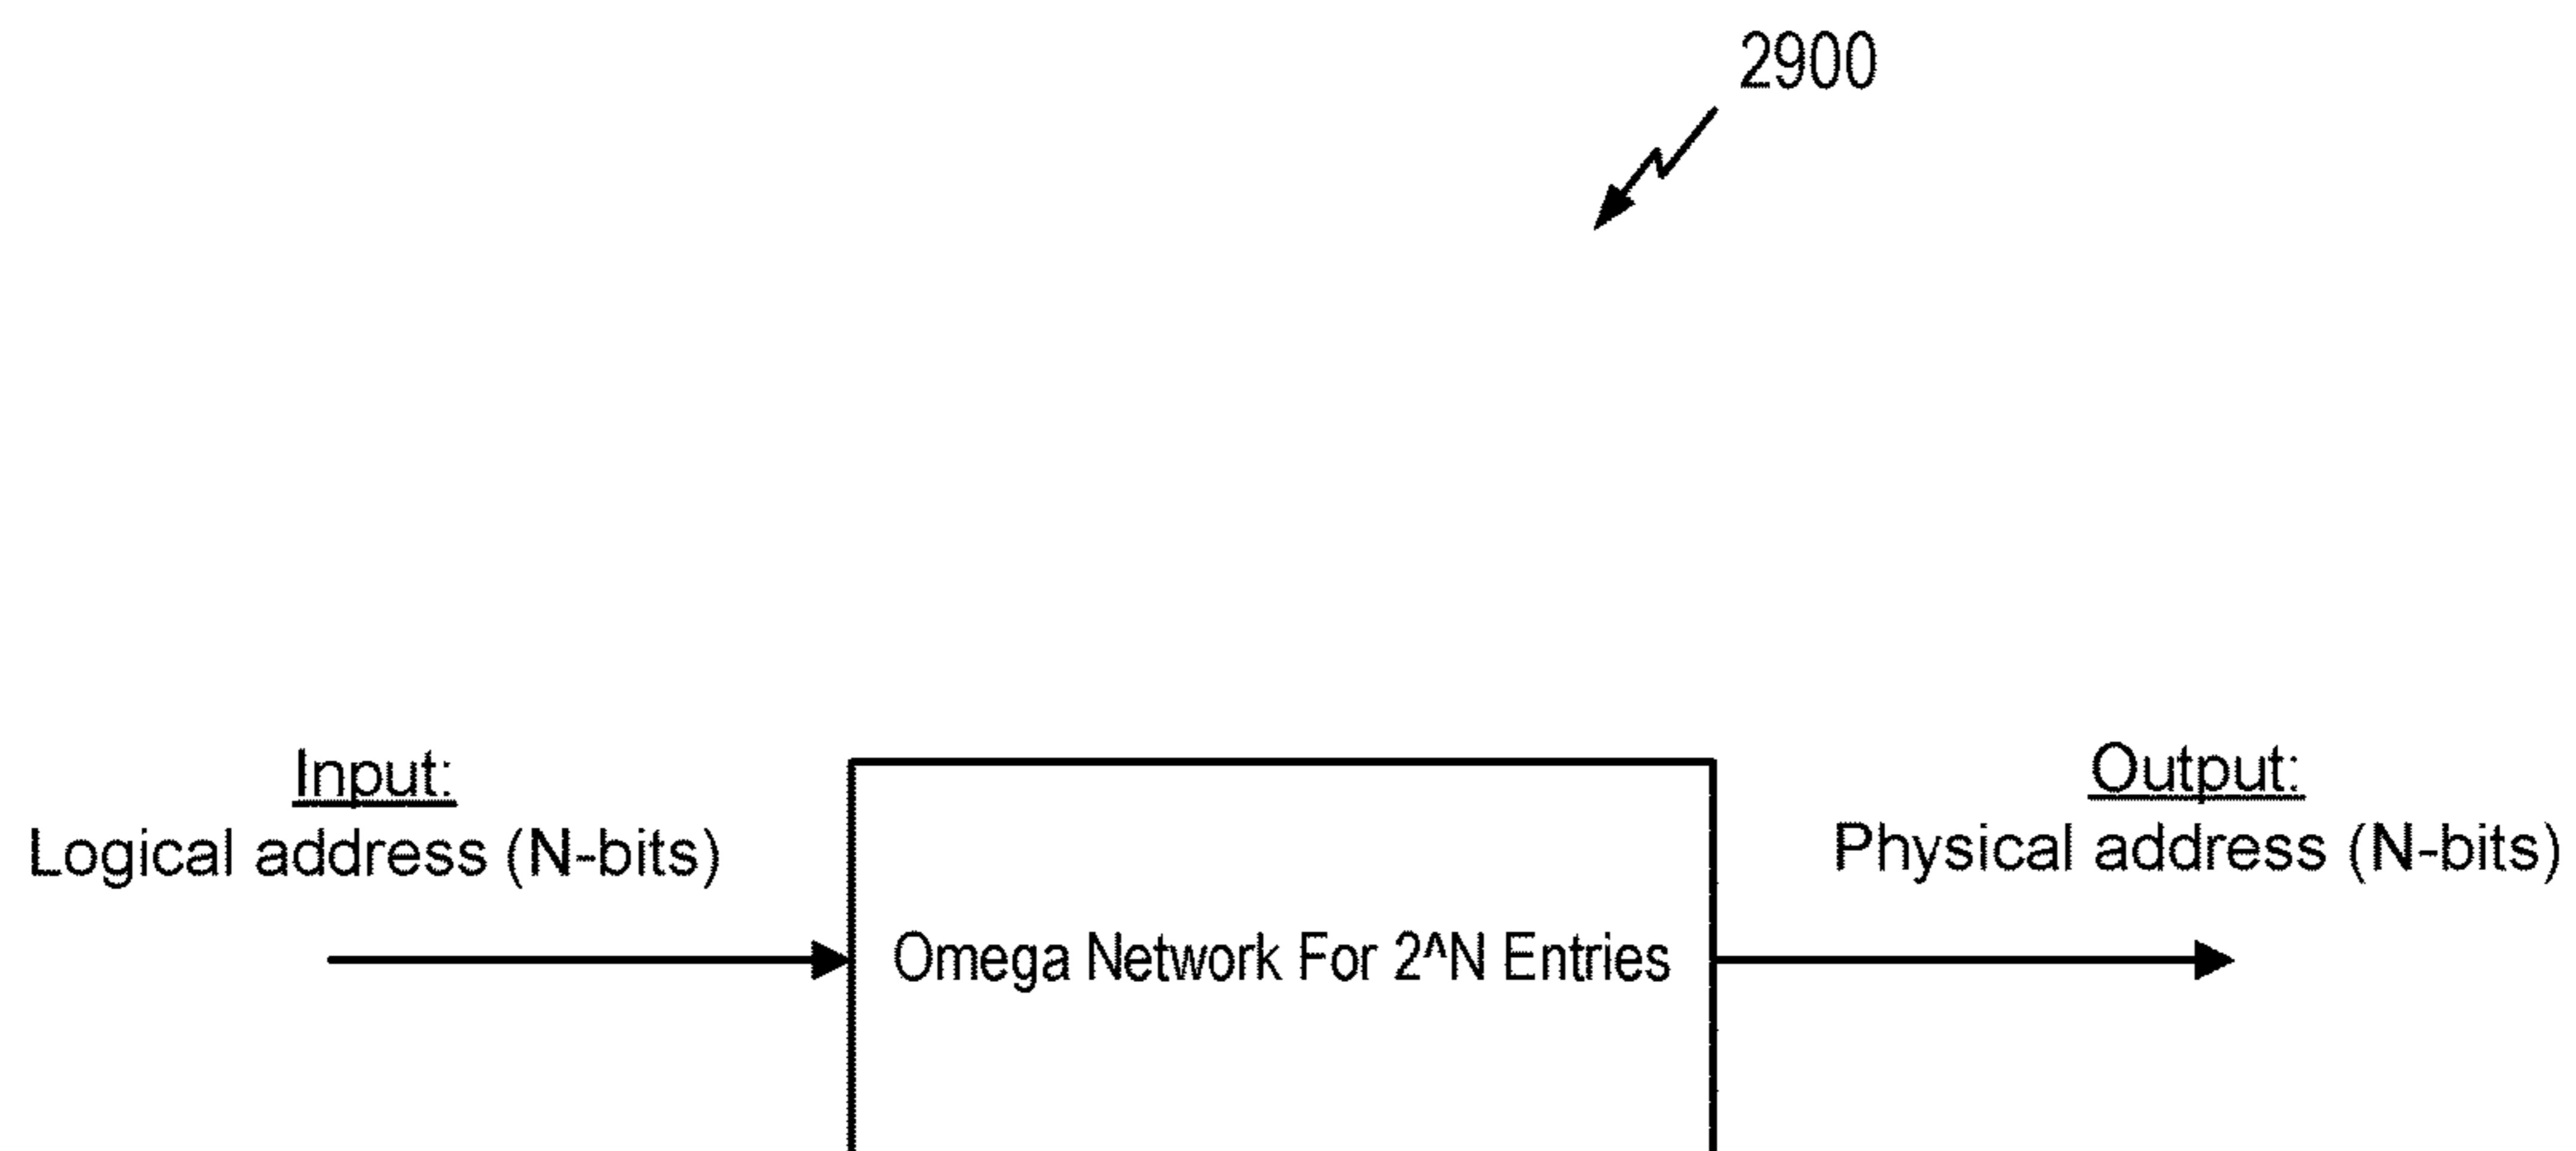 2900
Input:
Logical address (N-bits)
Output:
Physical address (N-bits)
Omega Network For 2^N Entries